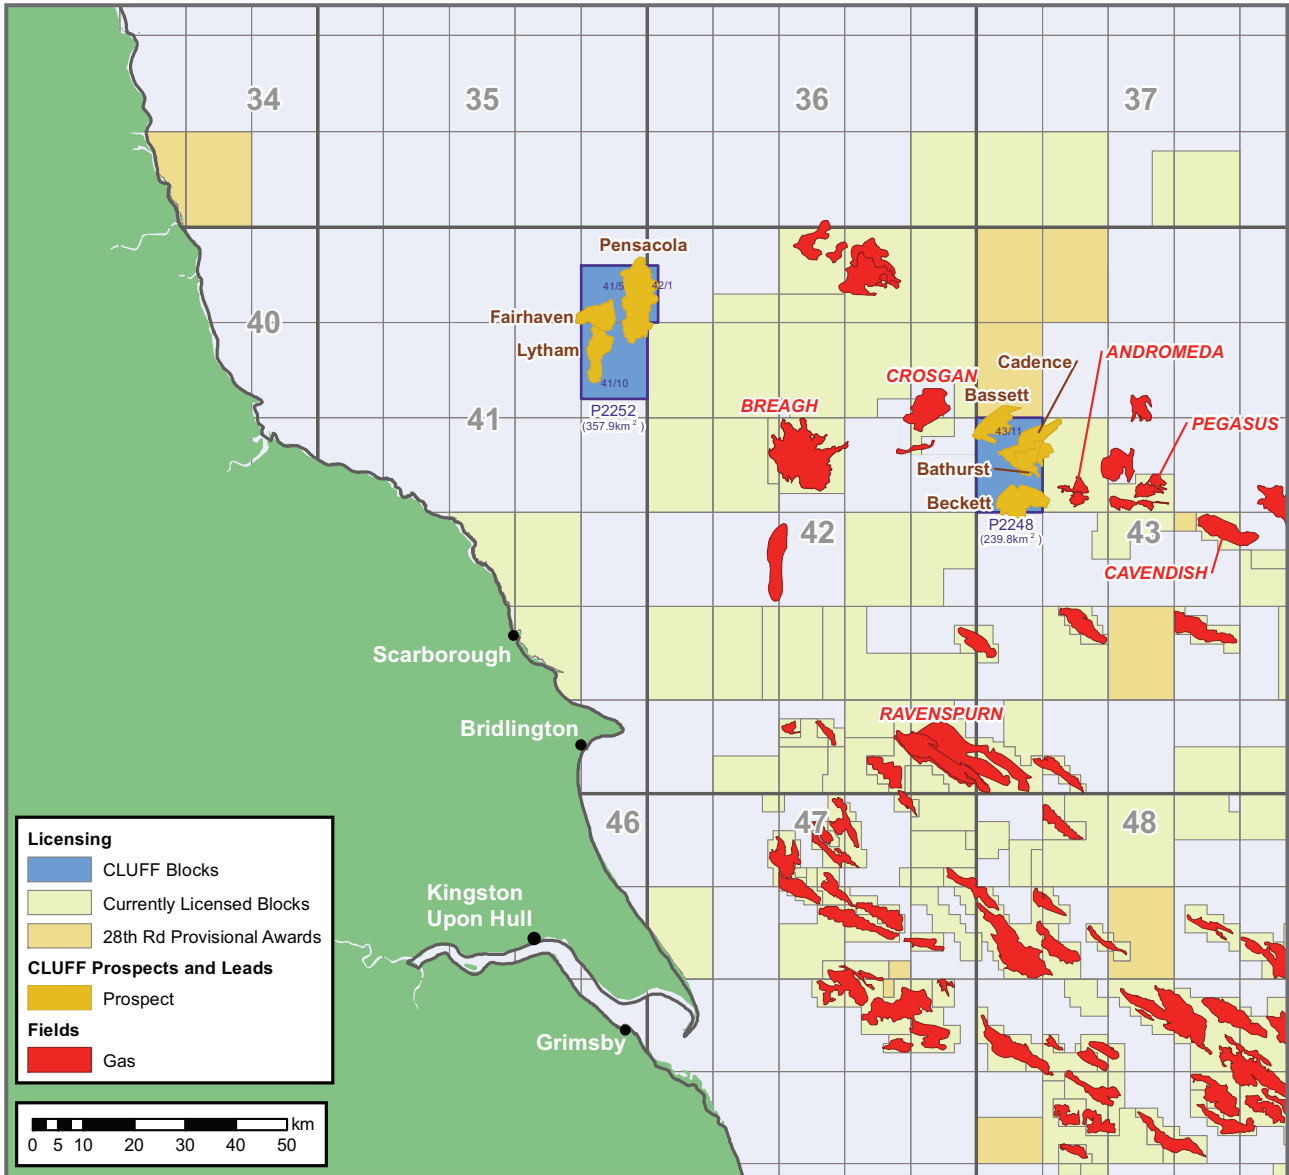 34
35
36
37
Pensacola
41/5
42/1
Fairhaven
40
Lytham
41/10
P2252
(357.9km²)
41
BREAGH
CROSGAN
Cadence
ANDROMEDA
Bassett
43/11
PEGASUS
Bathurst
Beckett
P2248
(239.8km²)
42
43
CAVENDISH
Scarborough
Bridlington
RAVENSPURN
46
47
48
Kingston
Upon Hull
Grimsby
Licensing
CLUFF Blocks
Currently Licensed Blocks
28th Rd Provisional Awards
CLUFF Prospects and Leads
Prospect
Fields
Gas
km
0 5 10 20 30 40 50